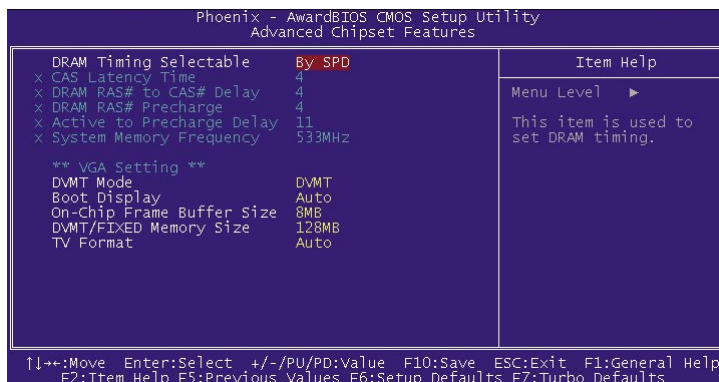 Phoenix - AwardBIOS CMOS Setup Utility
Advanced Chipset Features
DRAM Timing Selectable By SPD
x CAS Latency Time 4
x DRAM RAS# to CAS# Delay 4
x DRAM RAS# Precharge 4
x Active to Precharge Delay 11
x System Memory Frequency 533MHz
** VGA Setting **
DVMT Mode DVMT
Boot Display Auto
On-Chip Frame Buffer Size 8MB
DVMT/FIXED Memory Size 128MB
TV Format Auto
Item Help
Menu Level ►
This item is used to
set DRAM timing.
↑↓→←:Move Enter:Select +/-/PU/PD:Value F10:Save ESC:Exit F1:General Help
F2:Item Help F5:Previous Values F6:Setup Defaults F7:Turbo Defaults